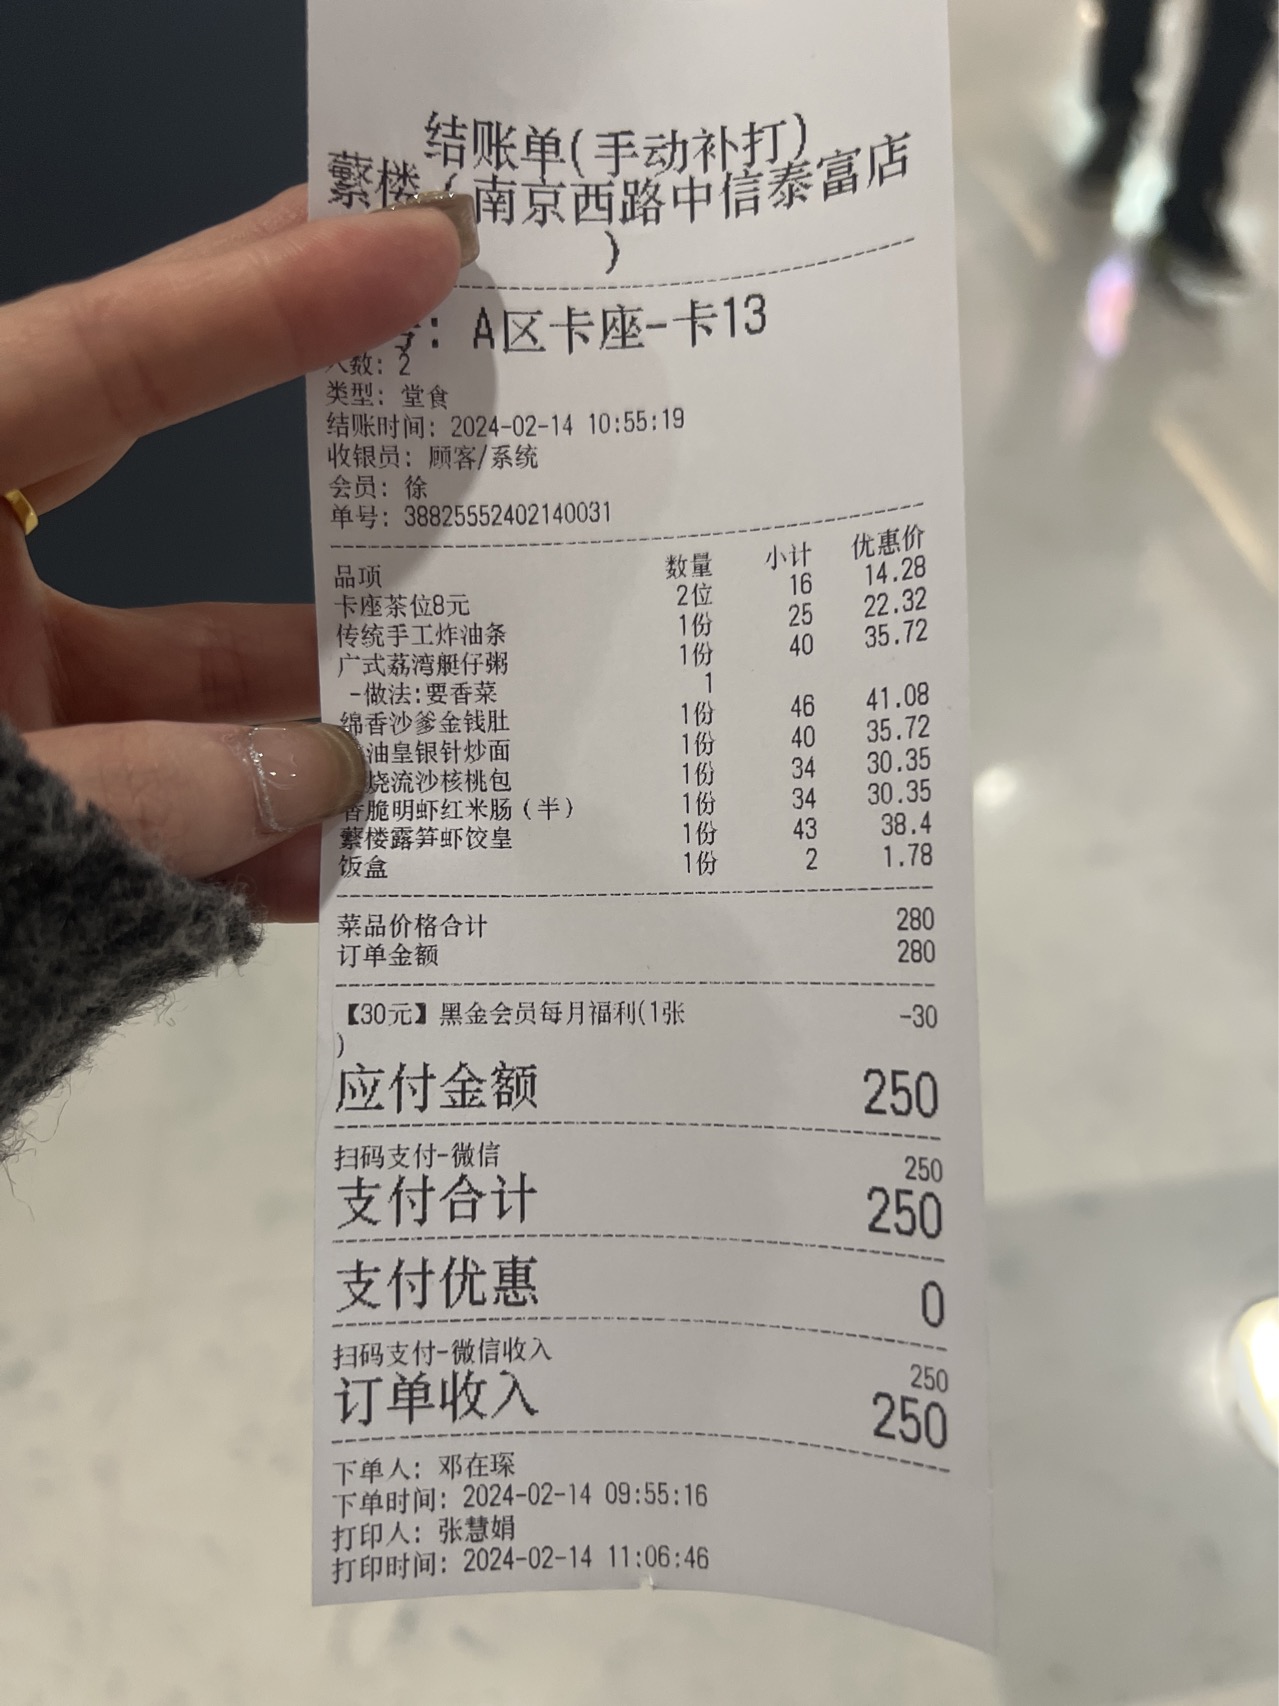 结账单(手动补打)
蘩楼(南京西路中信泰富店
)
号: A区卡座-卡13
人数: 2
类型: 堂食
结账时间: 2024-02-14 10:55:19
收银员: 顾客/系统
会员: 徐
单号: 38825552402140031
品项 数量 小计 优惠价
卡座茶位8元 2位 16 14.28
传统手工炸油条 1份 25 22.32
广式荔湾艇仔粥 1份 40 35.72
-做法:要香菜 1
绵香沙爹金钱肚 1份 46 41.08
油皇银针炒面 1份 40 35.72
烧流沙核桃包 1份 34 30.35
香脆明虾红米肠(半) 1份 34 30.35
蘩楼露笋虾饺皇 1份 43 38.4
饭盒 1份 2 1.78
菜品价格合计 280
订单金额 280
【30元】黑金会员每月福利(1张 -30
)
应付金额 250
扫码支付-微信 250
支付合计 250
支付优惠 0
扫码支付-微信收入 250
订单收入 250
下单人: 邓在琛
下单时间: 2024-02-14 09:55:16
打印人: 张慧娟
打印时间: 2024-02-14 11:06:46